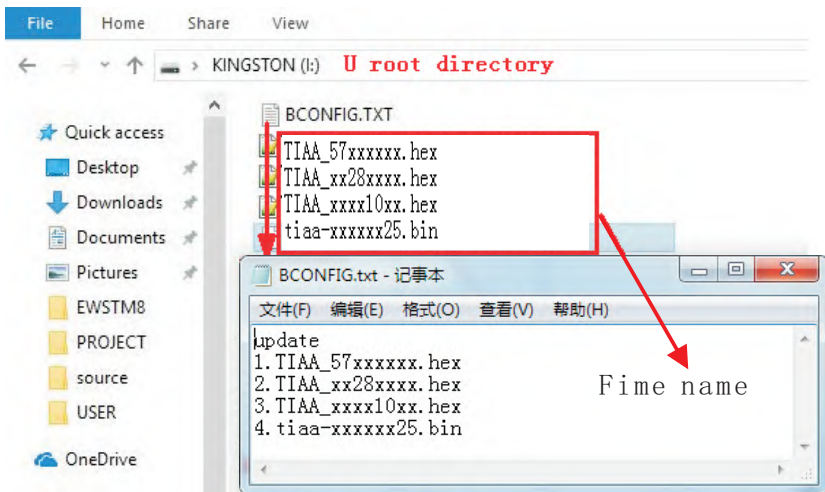 File Home Share View
KINGSTON (I:) U root directory
BCONFIG.TXT
Quick access
TIAA_57xxxxxx.hex
Desktop
TIAA_xx28xxxx.hex
Downloads
TIAA_xxxx10xx.hex
Documents
tiaa-xxxxxx25.bin
Pictures
BCONFIG.txt - 记事本
EWSTM8
文件(F) 编辑(E) 格式(O) 查看(V) 帮助(H)
PROJECT
update
1.TIAA_57xxxxxx.hex
source
2.TIAA_xx28xxxx.hex
Fime name
3.TIAA_xxxx10xx.hex
USER
4.tiaa-xxxxxx25.bin
OneDrive